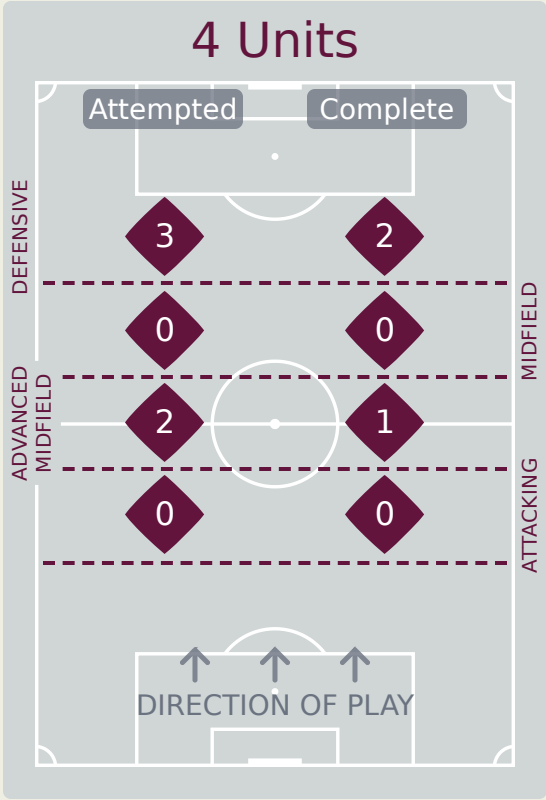 4 Units
Attempted
Complete
DEFENSIVE
3
2
MIDFIELD
0
0
ADVANCED
MIDFIELD
2
1
ATTACKING
0
0
DIRECTION OF PLAY